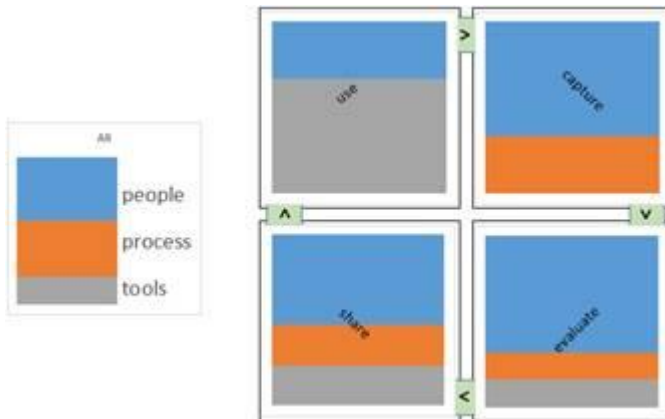 All
people
process
tools
use
>
capture
^
v
share
evaluate
<